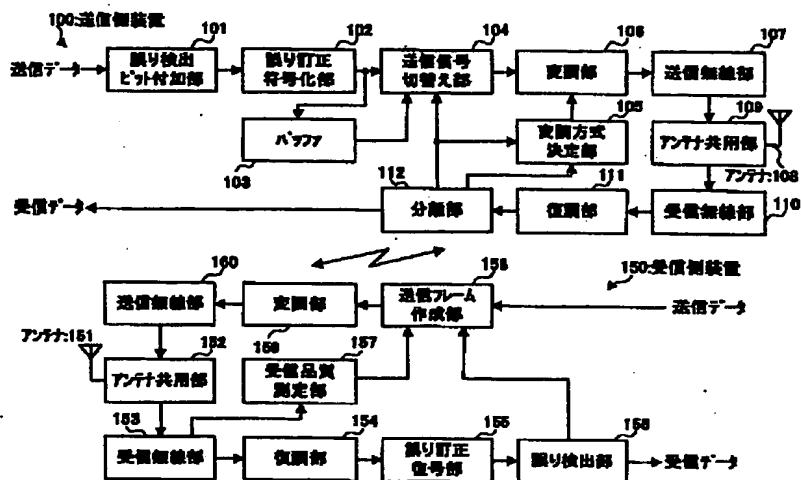 100:送信側装置
101
102
104
106
107
送信データ
誤り検出
ビット付加部
誤り訂正
符号化部
送信信号
切替え部
変調部
送信無線部
105
109
バッファ
変調方式
決定部
アンテナ共用部
103
112
111
アンテナ:108
受信データ
分離部
復調部
受信無線部
110
160
158
150:受信側装置
送信無線部
変調部
送信フレーム
作成部
送信データ
アンテナ:151
152
159
157
アンテナ共用部
受信品質
測定部
153
154
155
156
受信無線部
復調部
誤り訂正
復号部
誤り検出部
受信データ